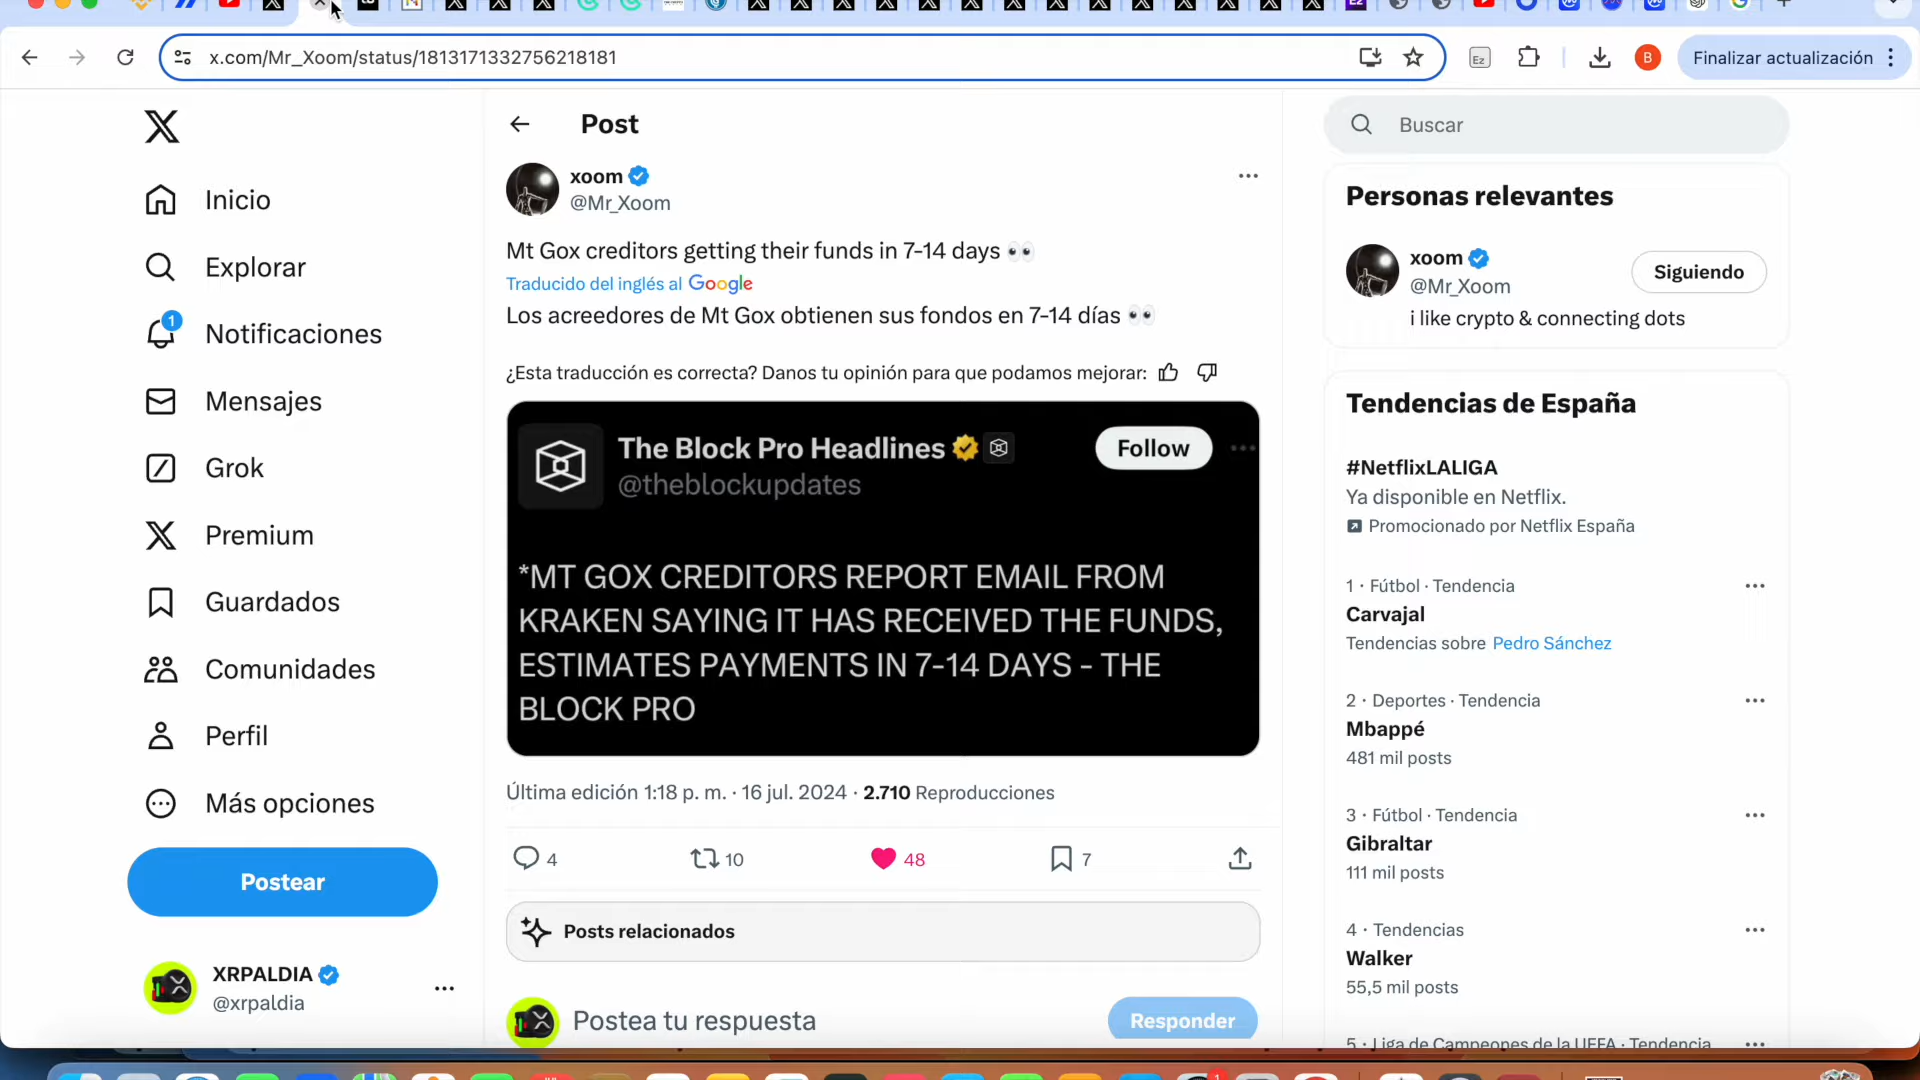 x.com/Mr_Xoom/status/1813171332756218181
Ez
B
Finalizar actualización
Inicio
Explorar
1
Notificaciones
Mensajes
Grok
Premium
Guardados
Comunidades
Perfil
Más opciones
Postear
XRPALDIA
@xrpaldia
Post
xoom
@Mr_Xoom
Mt Gox creditors getting their funds in 7-14 days 👀
Traducido del inglés al Google
Los acreedores de Mt Gox obtienen sus fondos en 7-14 días 👀
¿Esta traducción es correcta? Danos tu opinión para que podamos mejorar:
The Block Pro Headlines
@theblockupdates
Follow
*MT GOX CREDITORS REPORT EMAIL FROM
KRAKEN SAYING IT HAS RECEIVED THE FUNDS,
ESTIMATES PAYMENTS IN 7-14 DAYS - THE
BLOCK PRO
Última edición 1:18 p. m. · 16 jul. 2024 · 2.710 Reproducciones
4 10 48 7
Posts relacionados
Postea tu respuesta
Responder
Buscar
Personas relevantes
xoom
@Mr_Xoom
Siguiendo
i like crypto & connecting dots
Tendencias de España
#NetflixLALIGA
Ya disponible en Netflix.
Promocionado por Netflix España
1 · Fútbol · Tendencia
Carvajal
Tendencias sobre Pedro Sánchez
2 · Deportes · Tendencia
Mbappé
481 mil posts
3 · Fútbol · Tendencia
Gibraltar
111 mil posts
4 · Tendencias
Walker
55,5 mil posts
5 · Liga de Campeones de la UEFA · Tendencia